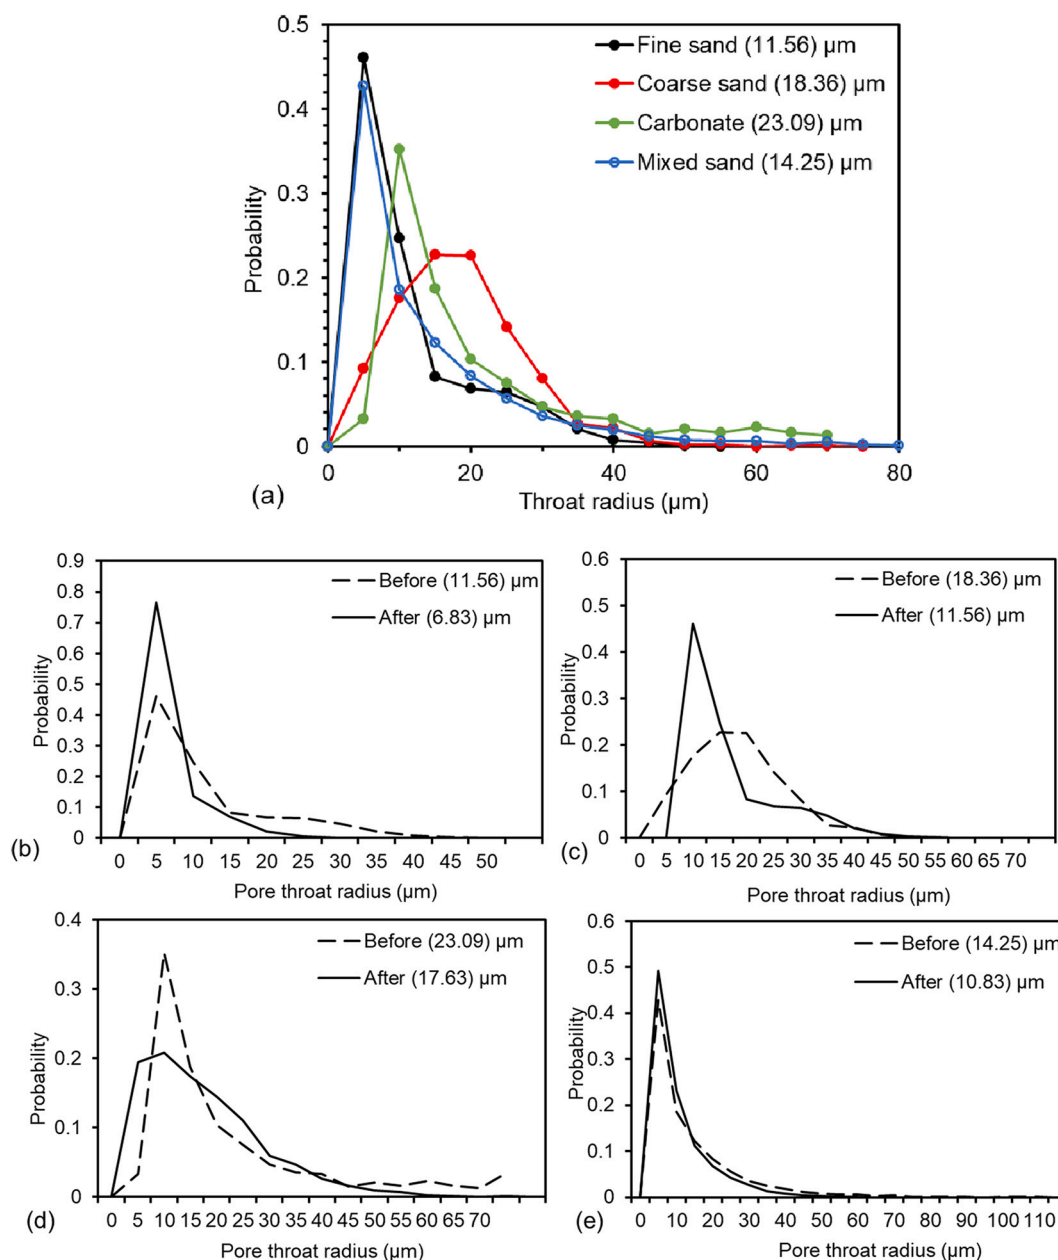 0.5
0.4
0.3
0.2
0.1
0
Probability
Fine sand (11.56) µm
Coarse sand (18.36) µm
Carbonate (23.09) µm
Mixed sand (14.25) µm
0 20 40 60 80
(a)
Throat radius (µm)
0.9
0.8
0.7
0.6
0.5
0.4
0.3
0.2
0.1
0
Probability
Before (11.56) µm
After (6.83) µm
0 5 10 15 20 25 30 35 40 45 50
(b)
Pore throat radius (µm)
0.6
0.5
0.4
0.3
0.2
0.1
0
Probability
Before (18.36) µm
After (11.56) µm
0 5 10 15 20 25 30 35 40 45 55 60 65 70
(c)
Pore throat radius (µm)
0.4
0.3
0.2
0.1
0
Probability
Before (23.09) µm
After (17.63) µm
0 5 10 15 20 25 30 35 40 45 55 60 65 70
(d)
Pore throat radius (µm)
0.6
0.5
0.4
0.3
0.2
0.1
0
Probability
Before (14.25) µm
After (10.83) µm
0 10 20 30 40 50 60 70 80 90 100 110
(e)
Pore throat radius (µm)